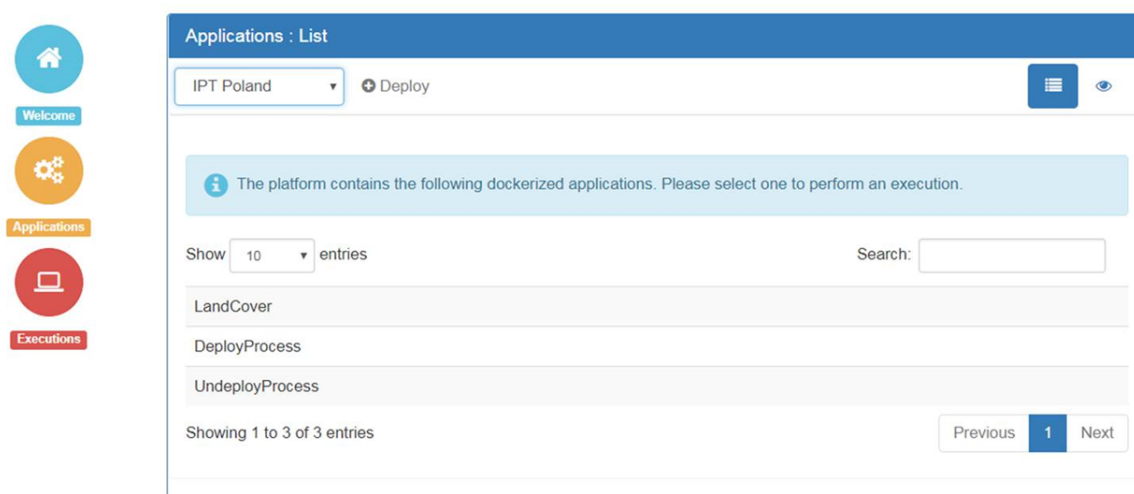 Welcome
Applications
Executions
Applications : List
IPT Poland Deploy
The platform contains the following dockerized applications. Please select one to perform an execution.
Show 10 entries Search:
LandCover
DeployProcess
UndeployProcess
Showing 1 to 3 of 3 entries Previous 1 Next